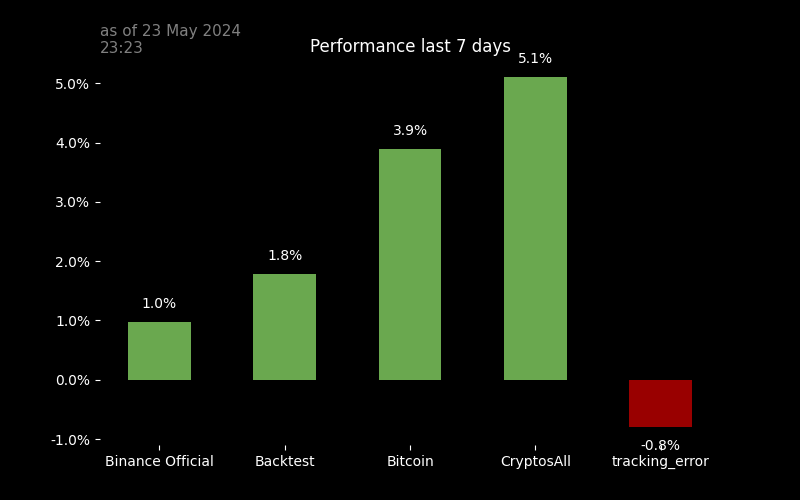 as of 23 May 2024
23:23
Performance last 7 days
5.1%
5.0%
4.0%
3.9%
3.0%
2.0%
1.8%
1.0%
1.0%
0.0%
-1.0%
-0.8%
Binance Official
Backtest
Bitcoin
CryptosAll
tracking_error